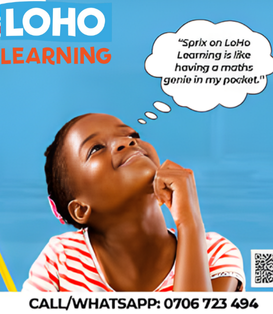 LOHO
LEARNING
"Sprix on LoHo
Learning is like
having a maths
genie in my pocket."
CALL/WHATSAPP: 0706 723 494